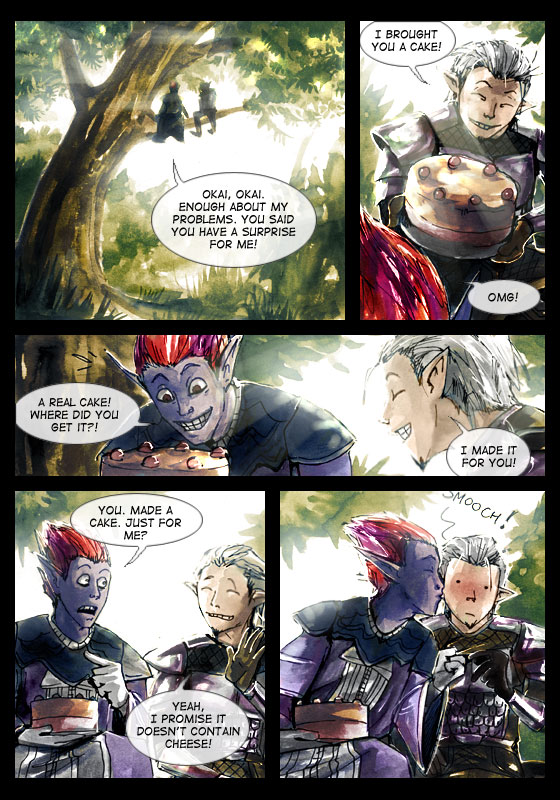 OKAI, OKAI.
ENOUGH ABOUT MY
PROBLEMS. YOU SAID
YOU HAVE A SURPRISE
FOR ME!
I BROUGHT
YOU A CAKE!
OMG!
A REAL CAKE!
WHERE DID YOU
GET IT?!
I MADE IT
FOR YOU!
YOU. MADE A
CAKE. JUST FOR
ME?
YEAH,
I PROMISE IT
DOESN'T CONTAIN
CHEESE!
SMOOCH!